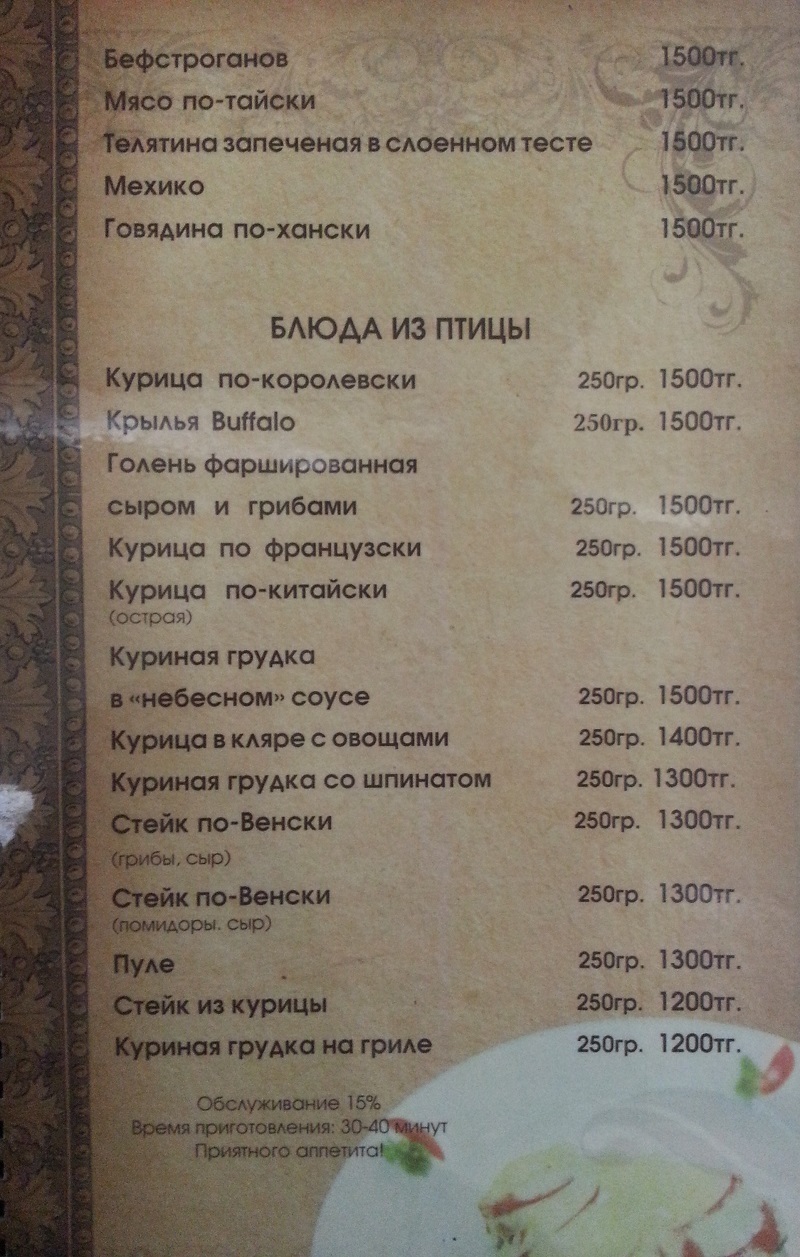 Бефстроганов 1500тг.
Мясо по-тайски 1500тг.
Телятина запеченая в слоенном тесте 1500тг.
Мехико 1500тг.
Говядина по-хански 1500тг.
БЛЮДА ИЗ ПТИЦЫ
Курица по-королевски 250гр. 1500тг.
Крылья Buffalo 250гр. 1500тг.
Голень фаршированная
сыром и грибами 250гр. 1500тг.
Курица по французски 250гр. 1500тг.
Курица по-китайски 250гр. 1500тг.
(острая)
Куриная грудка
в «небесном» соусе 250гр. 1500тг.
Курица в кляре с овощами 250гр. 1400тг.
Куриная грудка со шпинатом 250гр. 1300тг.
Стейк по-Венски 250гр. 1300тг.
(грибы, сыр)
Стейк по-Венски 250гр. 1300тг.
(помидоры. сыр)
Пуле 250гр. 1300тг.
Стейк из курицы 250гр. 1200тг.
Куриная грудка на гриле 250гр. 1200тг.
Обслуживание 15%
Время приготовления: 30-40 минут
Приятного аппетита!